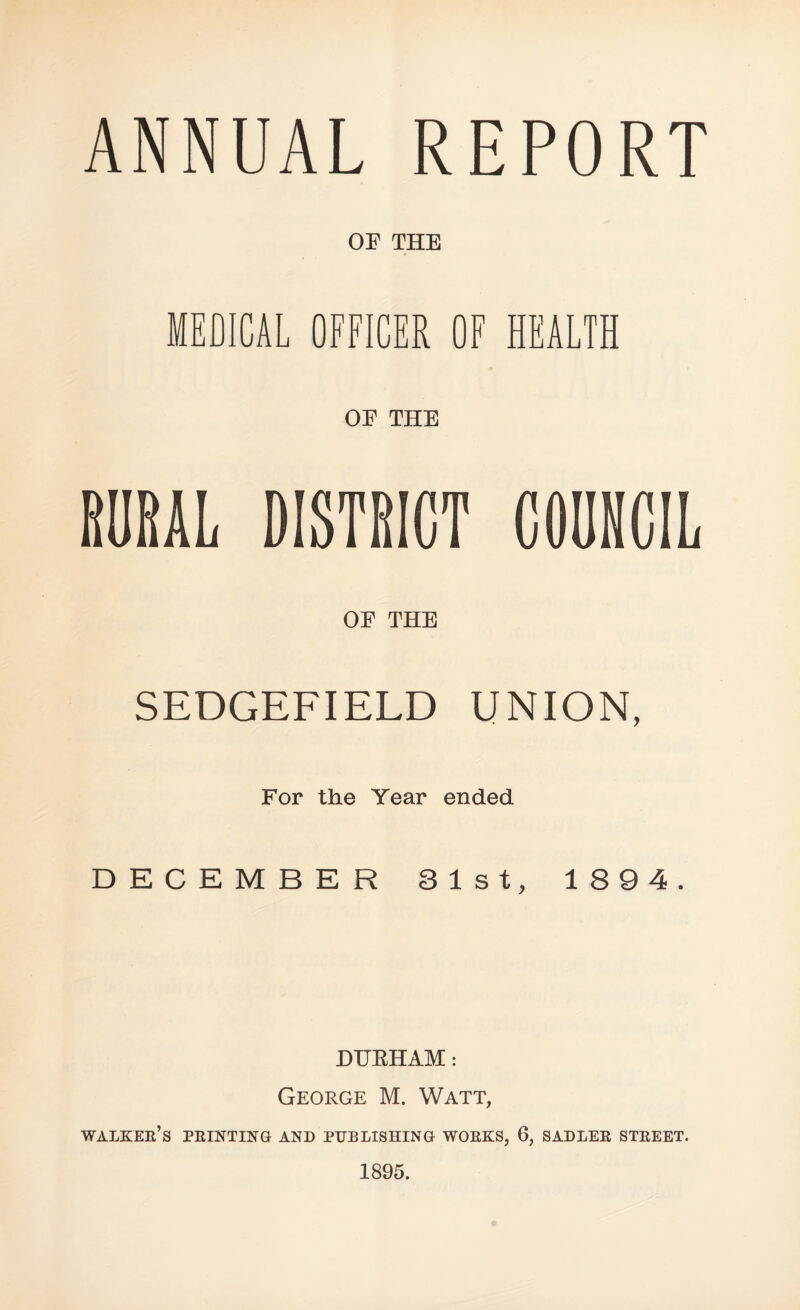 ANNUAL REPORT
OF THE
MEDICAL OFFICER OF HEALTH
OF THE
RURAL DISTRICT COUNCIL
OF THE
SEDGEFIELD UNION,
For the Year ended
DECEMBER 31st, 1894.
DURHAM:
GEORGE M. WATT,
WALKER'S PRINTING AND PUBLISHING WORKS, 6, SADLER STREET.
1895.